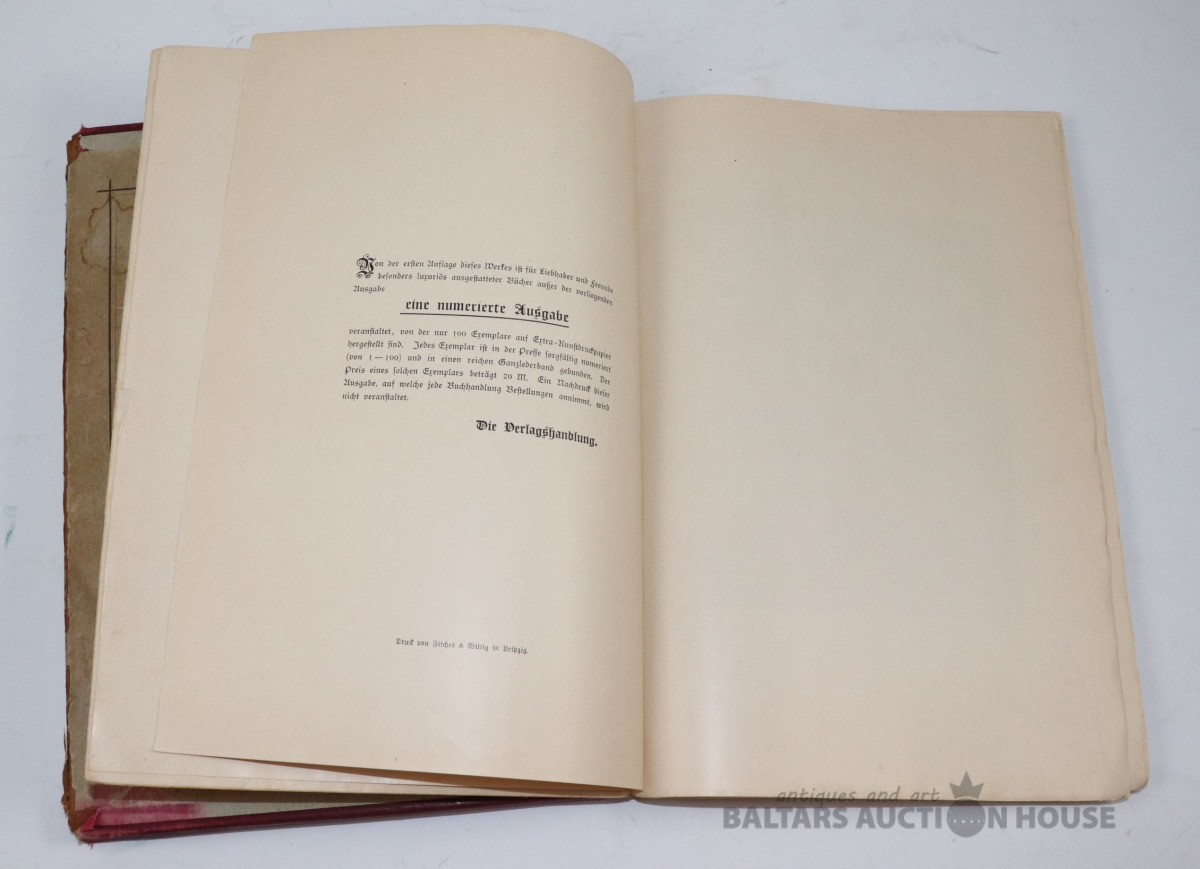 Von der ersten Auflage dieses Werkes ist für Liebhaber und Freunde
besonders luxuriös ausgestatteter Bücher außer der vorliegenden
Ausgabe
eine numerierte Ausgabe
veranstaltet, von der nur 100 Exemplare auf Extra-Kunstdruckpapier
hergestellt sind. Jedes Exemplar ist in der Presse sorgfältig numeriert
(von 1—100) und in einen reichen Ganzlederband gebunden. Der
Preis eines solchen Exemplars beträgt 20 M. Ein Nachdruck dieser
Ausgabe, auf welche jede Buchhandlung Bestellungen annimmt, wird
nicht veranstaltet.
Die Verlagshandlung.
Druck von Fischer & Wittig in Leipzig.
antiques and art
BALTARS AUCTION HOUSE